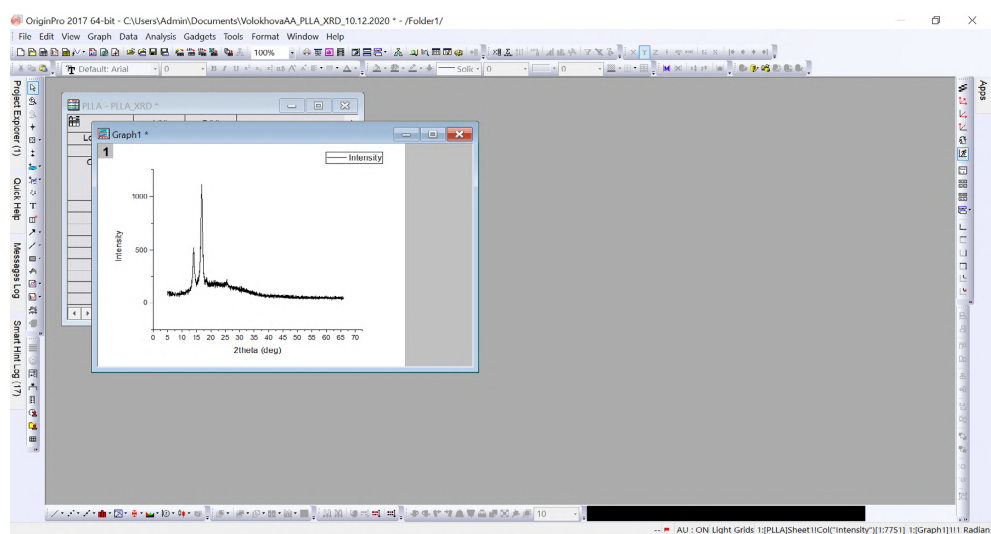 OriginPro 2017 64-bit - C:\Users\Admin\Documents\VolokhovaAA_PLLA_XRD_10.12.2020 * - /Folder1/
File Edit View Graph Data Analysis Gadgets Tools Format Window Help
100%
Default: Arial 0
0
0
Project Explorer (1)
Quick Help
Messages Log
Smart Hint Log (17)
Apps
PLLA - PLLA_XRD *
Graph1 *
1
Intensity
1000
500
0
Intensity
0 5 10 15 20 25 30 35 40 45 50 55 60 65 70
2theta (deg)
10
-- AU : ON Light Grids 1:[PLLA]Sheet1!Col("Intensity")[1:7751] 1:[Graph1]1!1 Radian